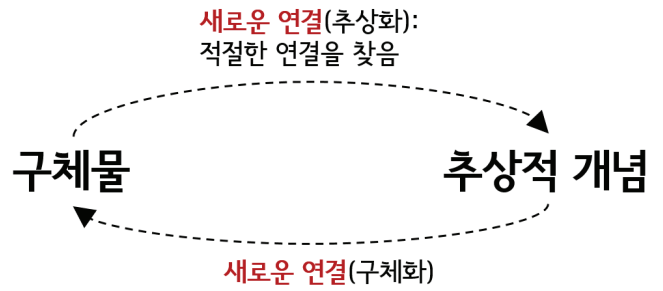 새로운 연결(추상화):
적절한 연결을 찾음
구체물
추상적 개념
새로운 연결(구체화)